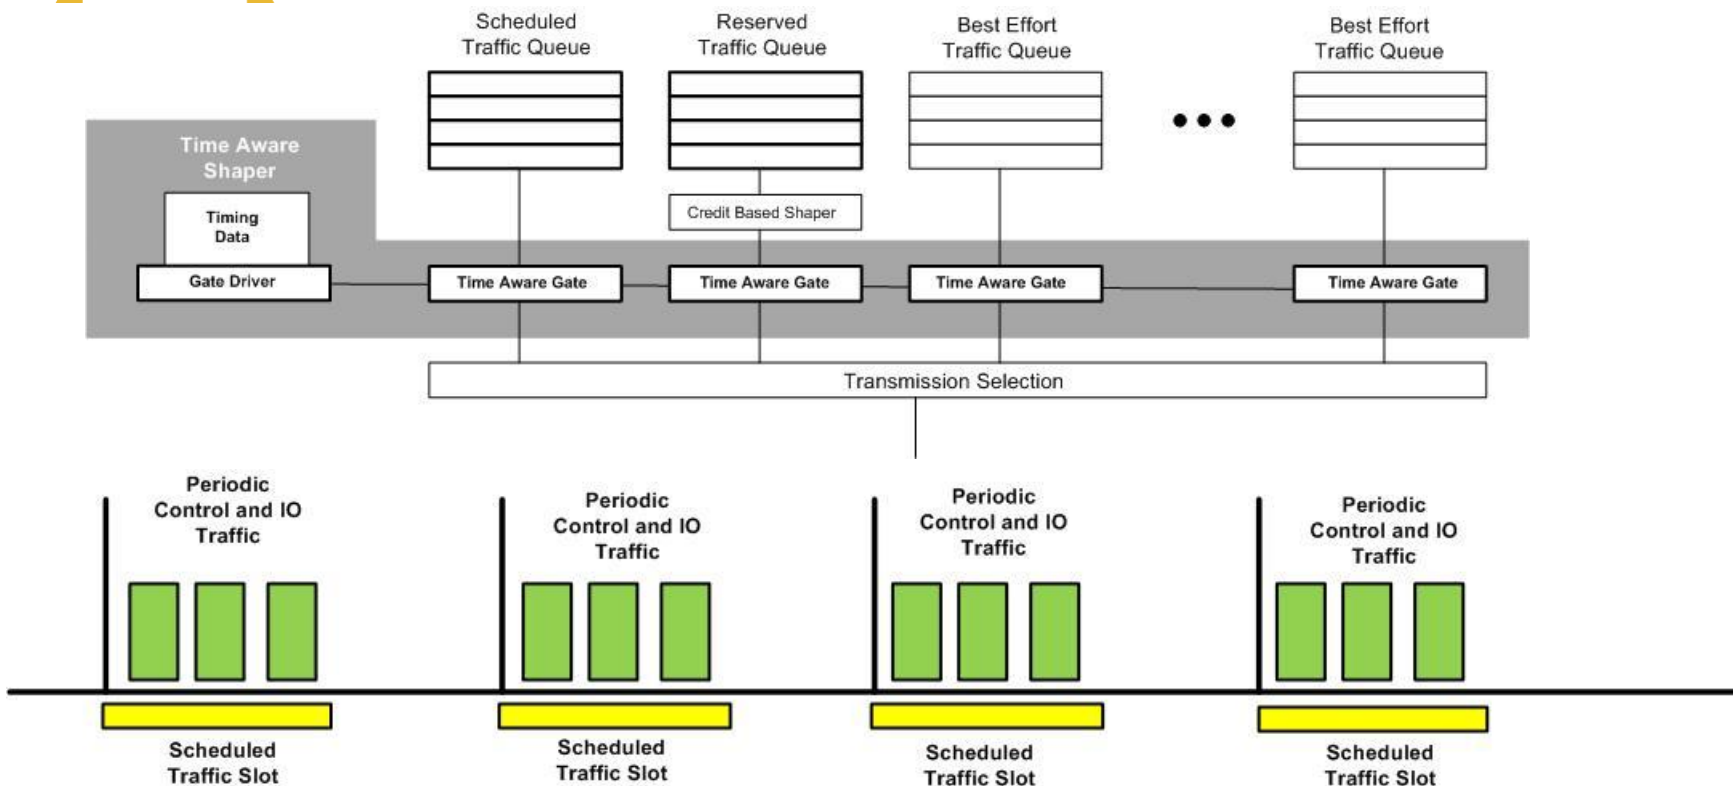 Scheduled
Traffic Queue
Reserved
Traffic Queue
Best Effort
Traffic Queue
Best Effort
Traffic Queue
Time Aware
Shaper
Timing
Data
Credit Based Shaper
Gate Driver
Time Aware Gate
Time Aware Gate
Time Aware Gate
Time Aware Gate
Transmission Selection
Periodic
Control and IO
Traffic
Periodic
Control and IO
Traffic
Periodic
Control and IO
Traffic
Periodic
Control and IO
Traffic
Scheduled
Traffic Slot
Scheduled
Traffic Slot
Scheduled
Traffic Slot
Scheduled
Traffic Slot